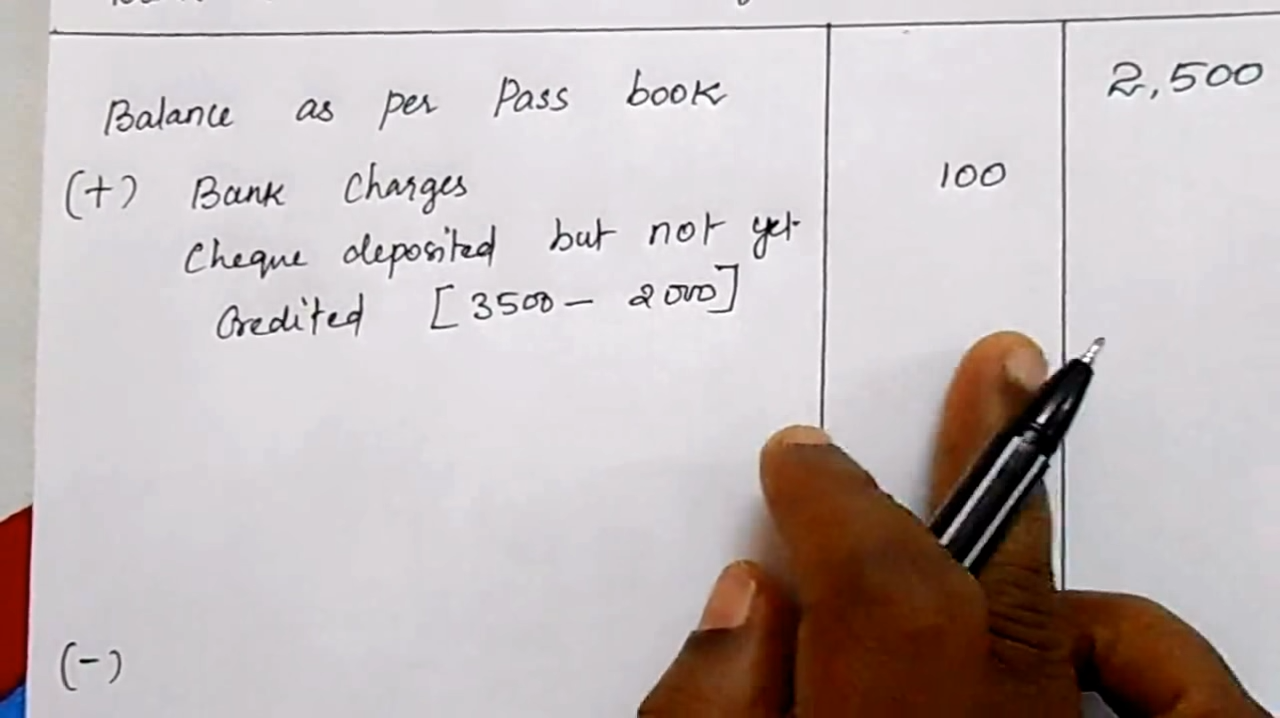 Balance as per Pass book 2,500
(+) Bank Charges 100
Cheque deposited but not yet
Credited [3500 - 2000]
(-)